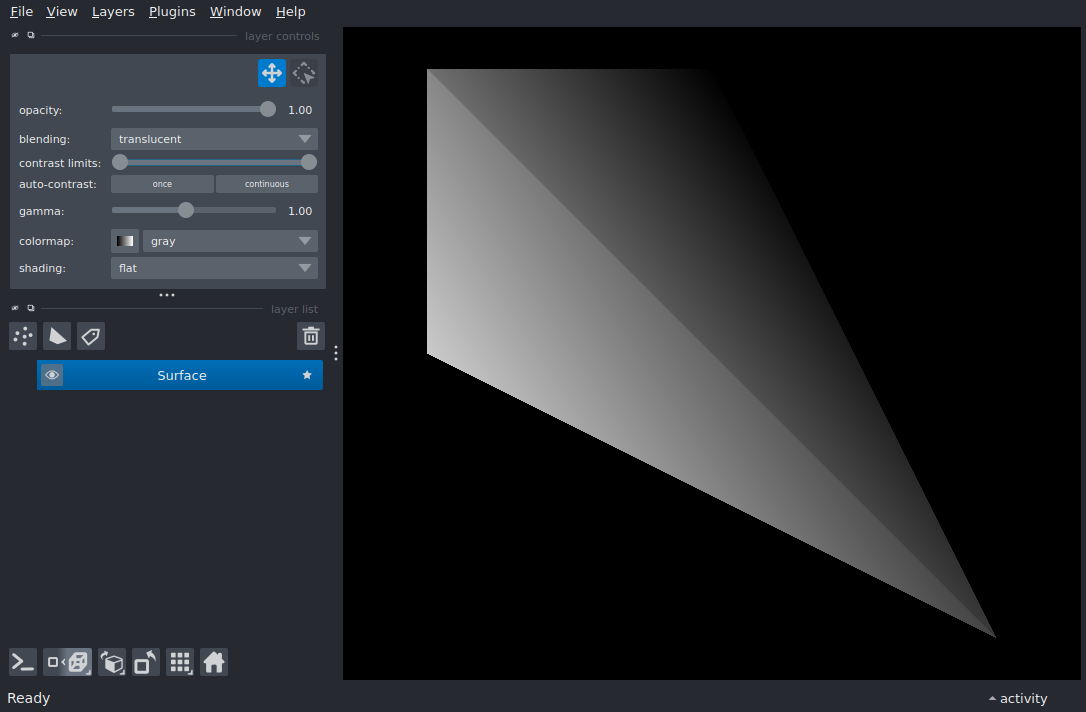 File View Layers Plugins Window Help
layer controls
opacity: 1.00
blending: translucent
contrast limits:
auto-contrast: once continuous
gamma: 1.00
colormap: gray
shading: flat
layer list
Surface
Ready activity